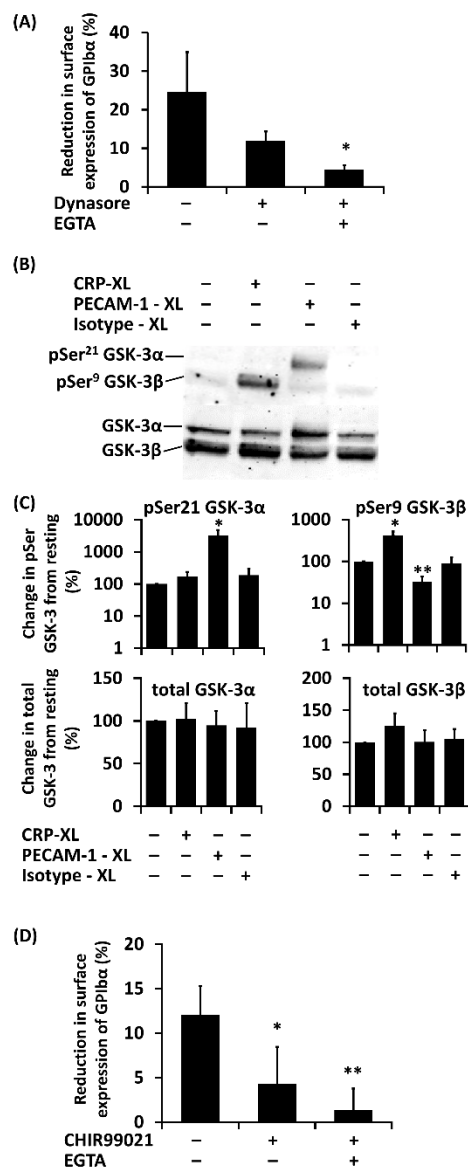 (A)
Reduction in surface
expression of GPIbα (%)
40
30
20
10
0
*
Dynasore – + +
EGTA – – +
(B)
CRP-XL – + – –
PECAM-1 - XL – – + –
Isotype - XL – – – +
pSer21 GSK-3α
pSer9 GSK-3β
GSK-3α
GSK-3β
(C)
pSer21 GSK-3α
Change in pSer
GSK-3 from resting
(%)
10000
1000
100
10
1
*
pSer9 GSK-3β
1000
100
10
1
*
**
total GSK-3α
Change in total
GSK-3 from resting
(%)
150
100
50
0
total GSK-3β
200
150
100
50
0
CRP-XL – + – – – + – –
PECAM-1 - XL – – + – – – + –
Isotype - XL – – – + – – – +
(D)
Reduction in surface
expression of GPIbα (%)
20
15
10
5
0
*
**
CHIR99021 – + +
EGTA – – +